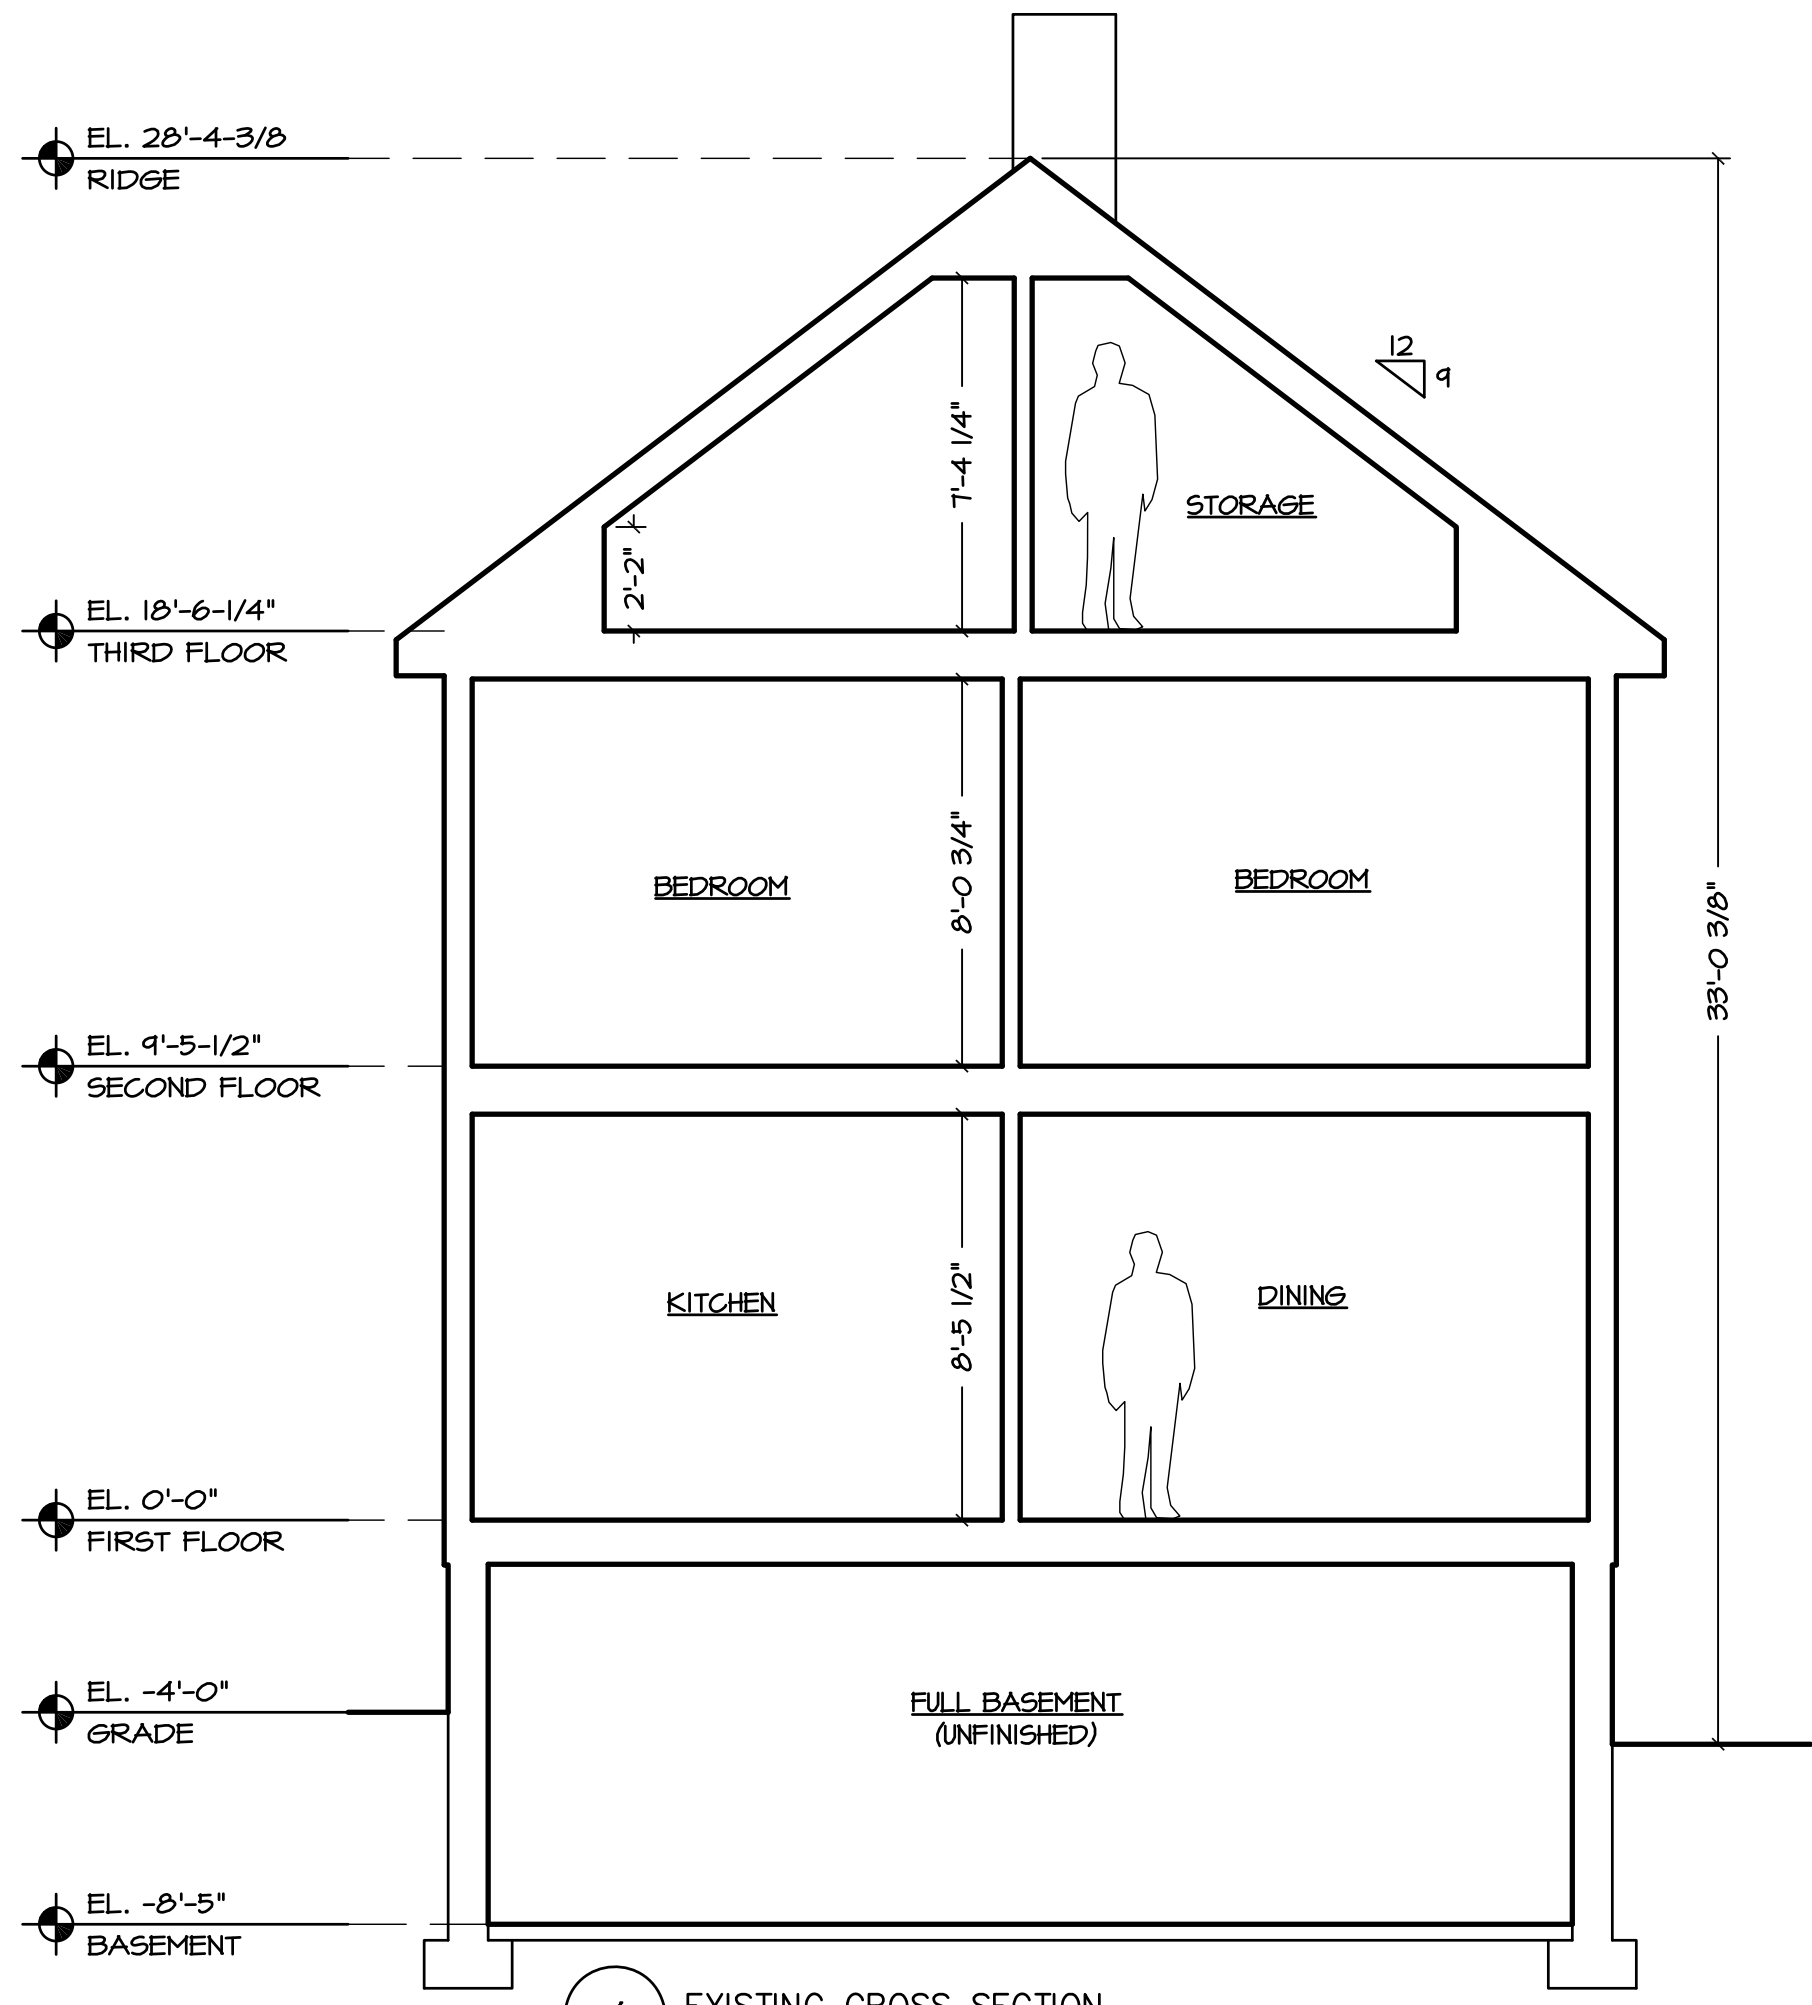 EL. 28'-4-3/8
RIDGE
12
9
7'-4 1/4"
STORAGE
2'-2"
EL. 18'-6-1/4"
THIRD FLOOR
8'-0 3/4"
BEDROOM
BEDROOM
33'-0 3/8"
EL. 9'-5-1/2"
SECOND FLOOR
8'-5 1/2"
KITCHEN
DINING
EL. 0'-0"
FIRST FLOOR
EL. -4'-0"
GRADE
FULL BASEMENT
(UNFINISHED)
EL. -8'-5"
BASEMENT
EXISTING CROSS SECTION